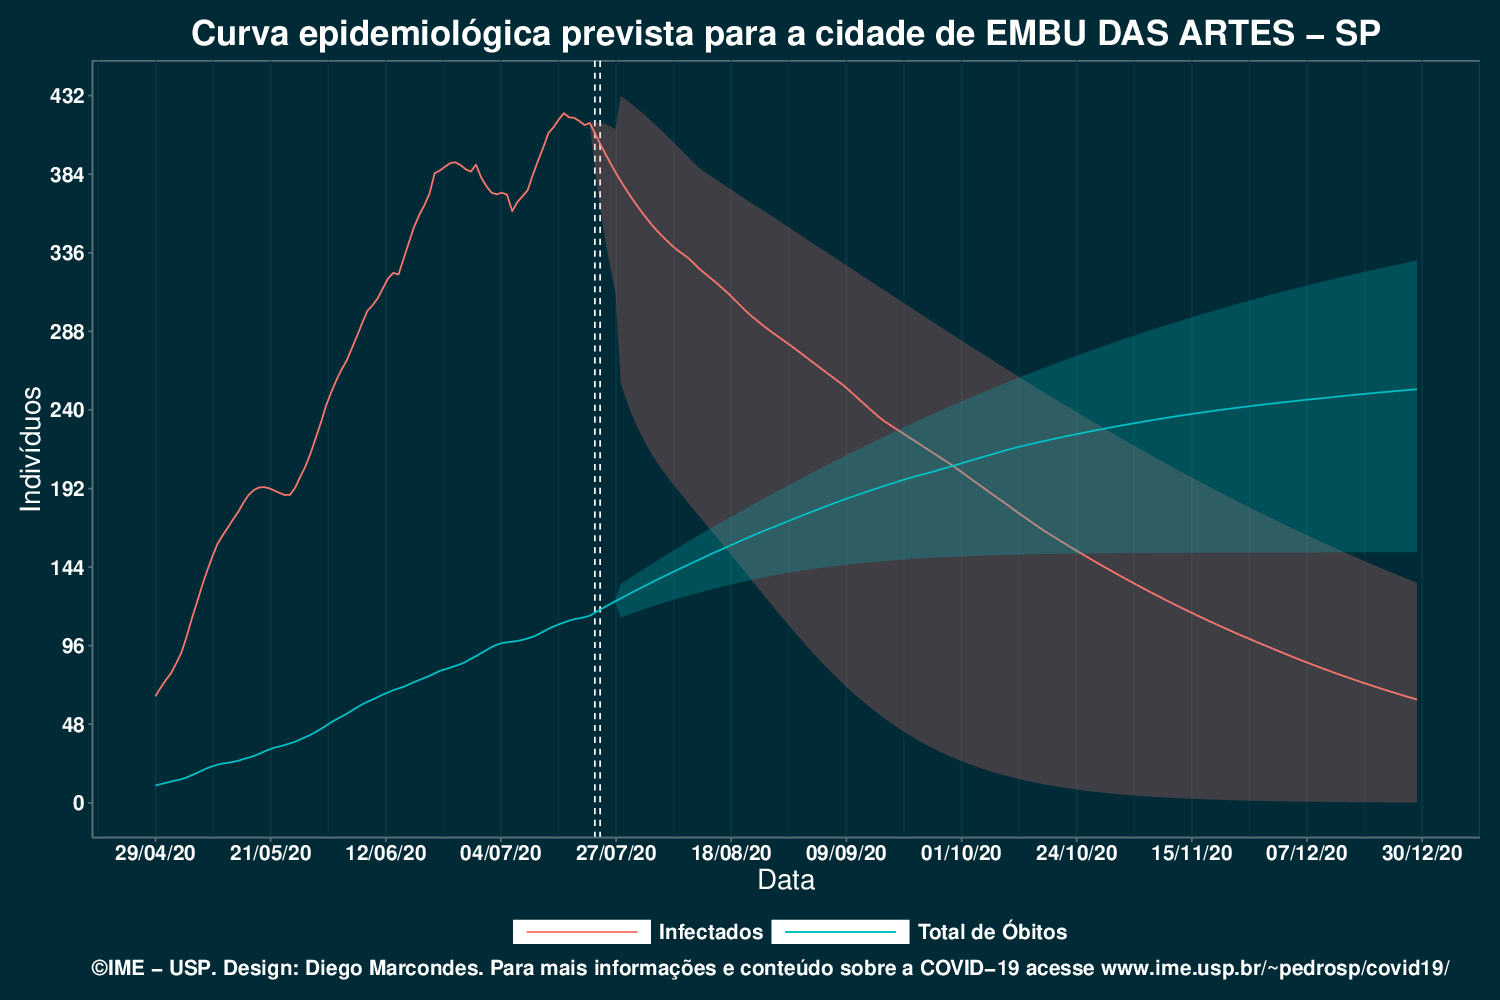 Curva epidemiológica prevista para a cidade de EMBU DAS ARTES – SP
432
384
336
288
240
192
144
96
48
0
Indivíduos
29/04/20 21/05/20 12/06/20 04/07/20 27/07/20 18/08/20 09/09/20 01/10/20 24/10/20 15/11/20 07/12/20 30/12/20
Data
Infectados Total de Óbitos
©IME – USP. Design: Diego Marcondes. Para mais informações e conteúdo sobre a COVID–19 acesse www.ime.usp.br/~pedrosp/covid19/